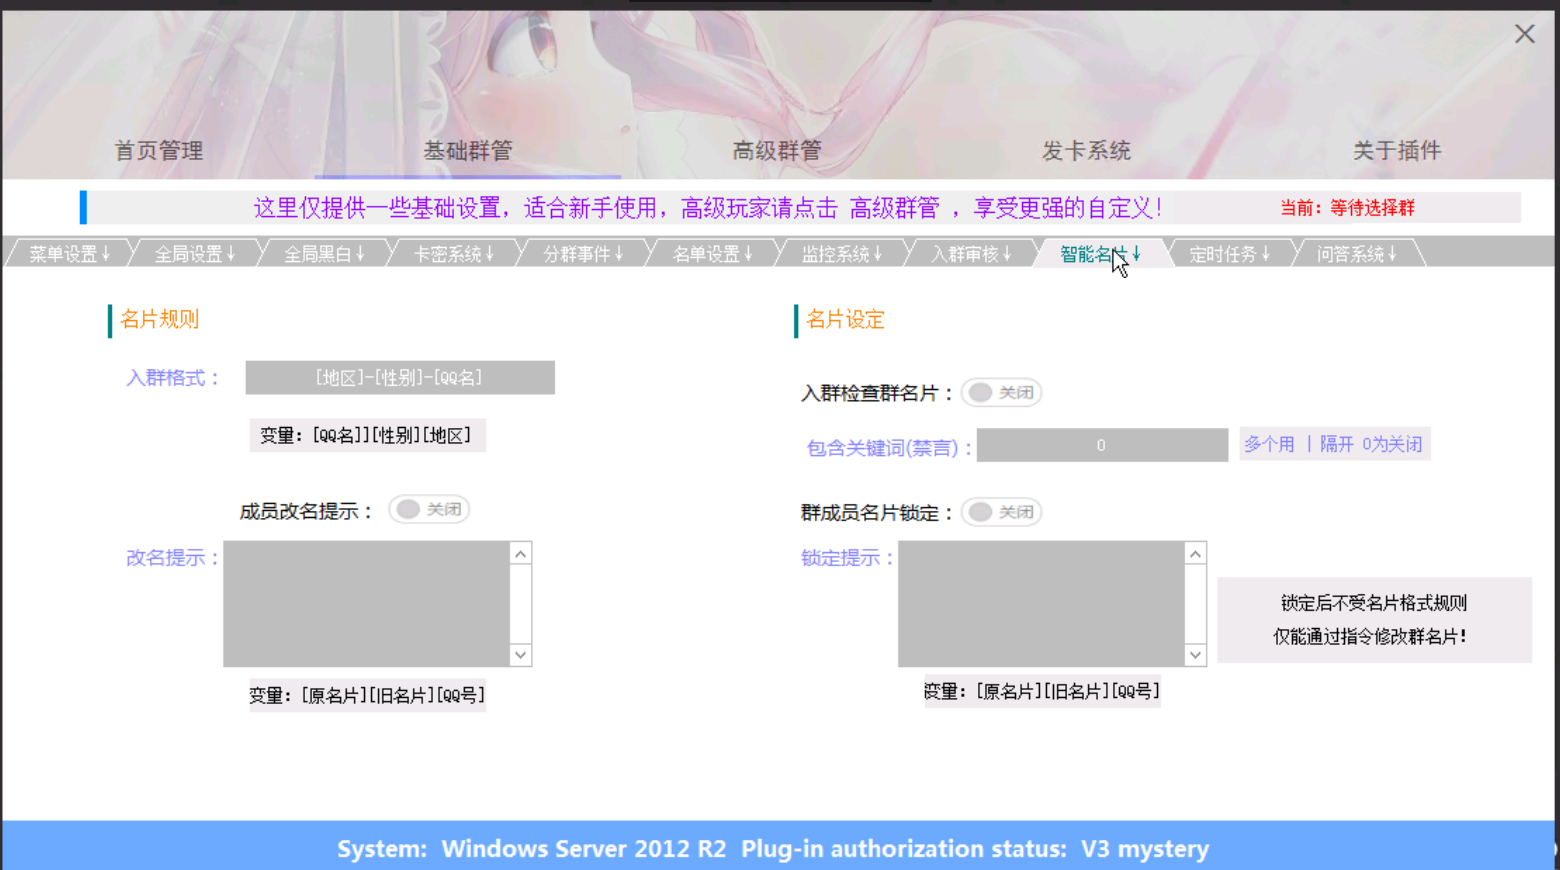 首页管理 基础群管 高级群管 发卡系统 关于插件
这里仅提供一些基础设置，适合新手使用，高级玩家请点击 高级群管 ，享受更强的自定义！ 当前：等待选择群
菜单设置↓ 全局设置↓ 全局黑白↓ 卡密系统↓ 分群事件↓ 名单设置↓ 监控系统↓ 入群审核↓ 智能名片↓ 定时任务↓ 问答系统↓
名片规则
入群格式：
[地区]-[性别]-[QQ名]
变量：[QQ名]][性别][地区]
成员改名提示： 关闭
改名提示：
变量：[原名片][旧名片][QQ号]
名片设定
入群检查群名片： 关闭
包含关键词(禁言)： 0 多个用 | 隔开 0为关闭
群成员名片锁定： 关闭
锁定提示：
锁定后不受名片格式规则
仅能通过指令修改群名片！
变量：[原名片][旧名片][QQ号]
System: Windows Server 2012 R2 Plug-in authorization status: V3 mystery